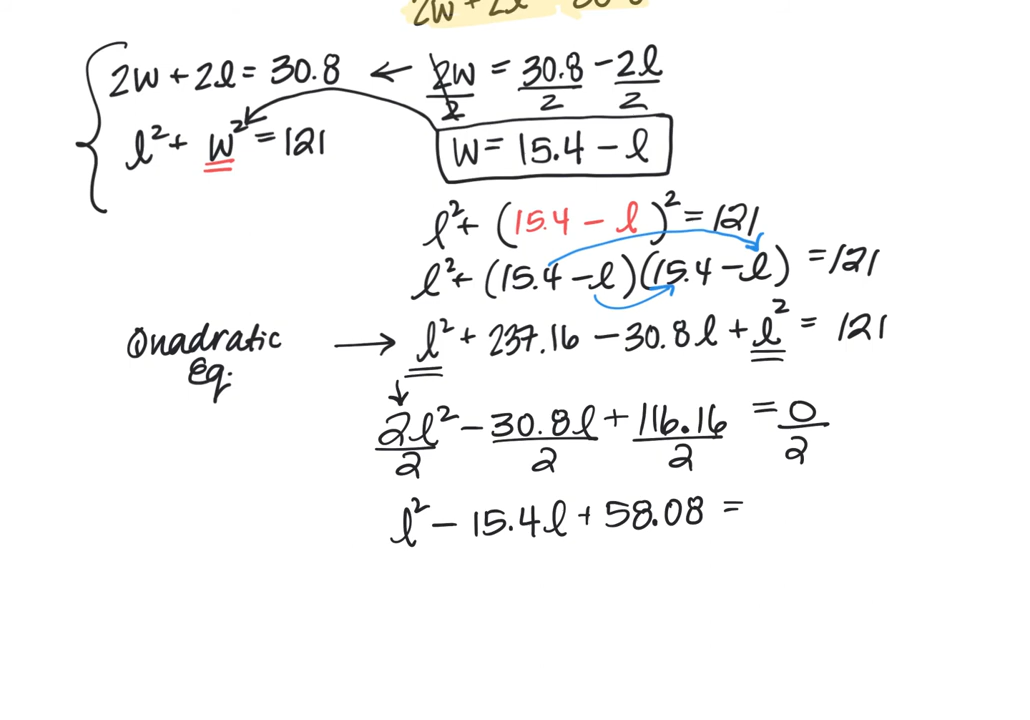 2w + 2l = 30.8 ← 2w/2 = 30.8/2 - 2l/2
l² + w² = 121
w = 15.4 - l
l² + (15.4 - l)² = 121
l² + (15.4 - l)(15.4 - l) = 121
Quadratic Eq. → l² + 237.16 - 30.8l + l² = 121
2l²/2 - 30.8l/2 + 116.16/2 = 0/2
l² - 15.4l + 58.08 =